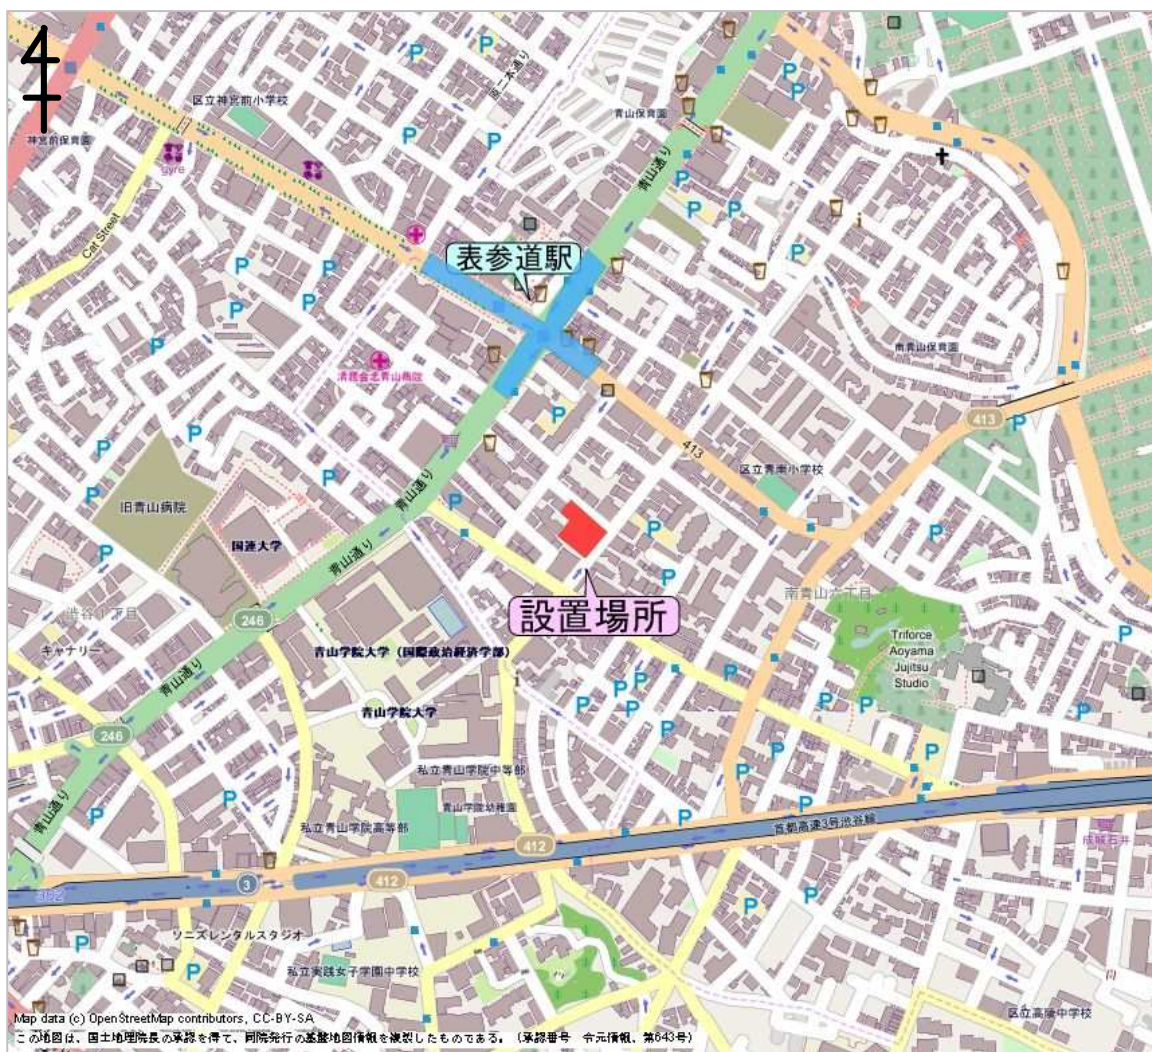 区立神宮前小学校
神宮前保育園
gyre
Cat Street
青山保育園
青山通り
表参道駅
南青山保育園
413
413
区立青南小学校
旧青山病院
国連大学
青山通り
青山通り
設置場所
南青山六丁目
Triforce
Aoyama
Jujitsu
Studio
渋谷1丁目
246
キャナリー
青山学院大学(国際政治経済学部)
青山通り
青山学院大学
246
私立青山学院中等部
青山学院幼稚園
私立青山学院高等部
青山通り
首都高速3号渋谷線
成城石井
412
3
412
302
ソニズレンタルスタジオ
私立実践女子学園中学校
区立高陵中学校
Map data (c) OpenStreetMap contributors, CC-BY-SA
この地図は、国土地理院長の承認を得て、同院発行の基盤地図情報を複製したものである。(承認番号 令元情複、第643号)